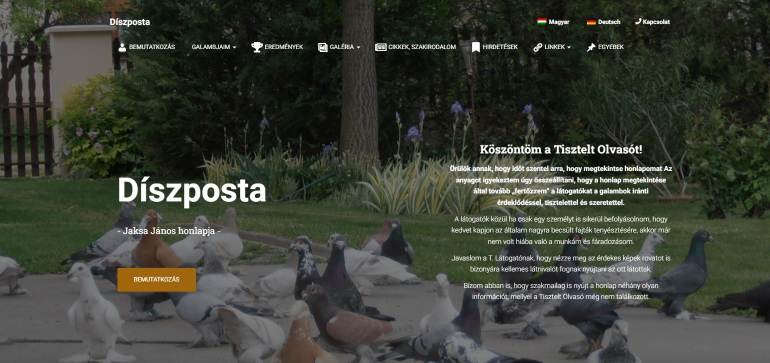 Díszposta
Magyar
Deutsch
Kapcsolat
BEMUTATKOZÁS
GALAMBJAIM
EREDMÉNYEK
GALÉRIA
CIKKEK, SZAKIRODALOM
HIRDETÉSEK
LINKEK
EGYEBEK
Köszöntöm a Tisztelt Olvasót!
Örülök annak, hogy időt szentel arra, hogy megtekintse honlapomat Az
anyagot igyekeztem úgy összeállítani, hogy a honlap megtekintése
által tovább „fertőzzem" a látogatókat a galambok iránti
érdeklődéssel, tisztelettel és szeretettel.
A látogatók közül ha csak egy személyt is sikerül befolyásolnom, hogy
kedvet kapjon az általam nagyra becsült fajták tenyésztésére, akkor már
nem volt hiába való a munkám és fáradozásom.
Javaslom a T. Látogatónak, hogy nézze meg az érdekes képek rovatot is
bizonyára kellemes látnivalót fognak nyújtani az ott látottak.
Bízom abban is, hogy szakmailag is nyújt a honlap néhány olyan
információt, mellyel a Tisztelt Olvasó még nem találkozott.
Díszposta
- Jaksa János honlapja -
BEMUTATKOZÁS